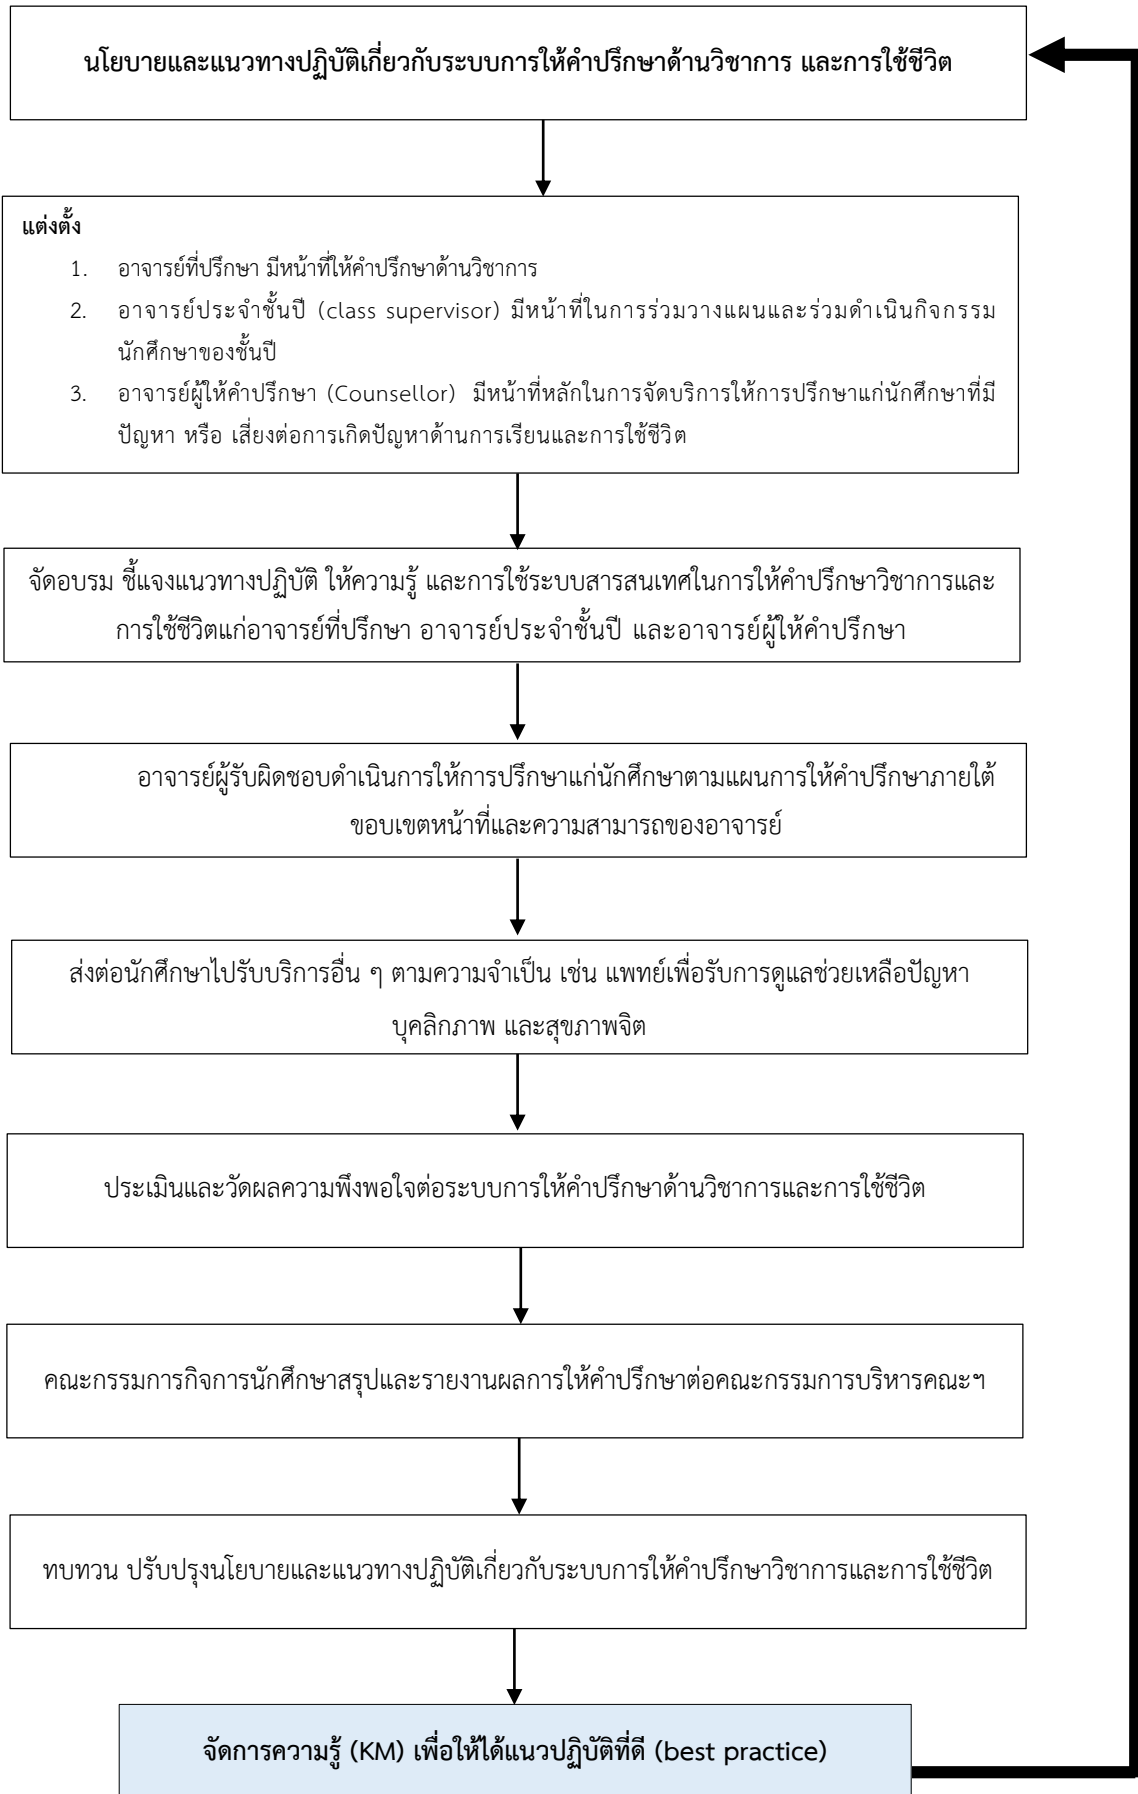 นโยบายและแนวทางปฏิบัติเกี่ยวกับระบบการให้คำปรึกษาด้านวิชาการ และการใช้ชีวิต
แต่งตั้ง
1. อาจารย์ที่ปรึกษา มีหน้าที่ให้คำปรึกษาด้านวิชาการ
2. อาจารย์ประจำชั้นปี (class supervisor) มีหน้าที่ในการร่วมวางแผนและร่วมดำเนินกิจกรรม
นักศึกษาของชั้นปี
3. อาจารย์ผู้ให้คำปรึกษา (Counsellor) มีหน้าที่หลักในการจัดบริการให้การปรึกษาแก่นักศึกษาที่มี
ปัญหา หรือ เสี่ยงต่อการเกิดปัญหาด้านการเรียนและการใช้ชีวิต
จัดอบรม ชี้แจงแนวทางปฏิบัติ ให้ความรู้ และการใช้ระบบสารสนเทศในการให้คำปรึกษาวิชาการและ
การใช้ชีวิตแก่อาจารย์ที่ปรึกษา อาจารย์ประจำชั้นปี และอาจารย์ผู้ให้คำปรึกษา
อาจารย์ผู้รับผิดชอบดำเนินการให้การปรึกษาแก่นักศึกษาตามแผนการให้คำปรึกษาภายใต้
ขอบเขตหน้าที่และความสามารถของอาจารย์
ส่งต่อนักศึกษาไปรับบริการอื่น ๆ ตามความจำเป็น เช่น แพทย์เพื่อรับการดูแลช่วยเหลือปัญหา
บุคลิกภาพ และสุขภาพจิต
ประเมินและวัดผลความพึงพอใจต่อระบบการให้คำปรึกษาด้านวิชาการและการใช้ชีวิต
คณะกรรมการกิจการนักศึกษาสรุปและรายงานผลการให้คำปรึกษาต่อคณะกรรมการบริหารคณะฯ
ทบทวน ปรับปรุงนโยบายและแนวทางปฏิบัติเกี่ยวกับระบบการให้คำปรึกษาวิชาการและการใช้ชีวิต
จัดการความรู้ (KM) เพื่อให้ได้แนวปฏิบัติที่ดี (best practice)